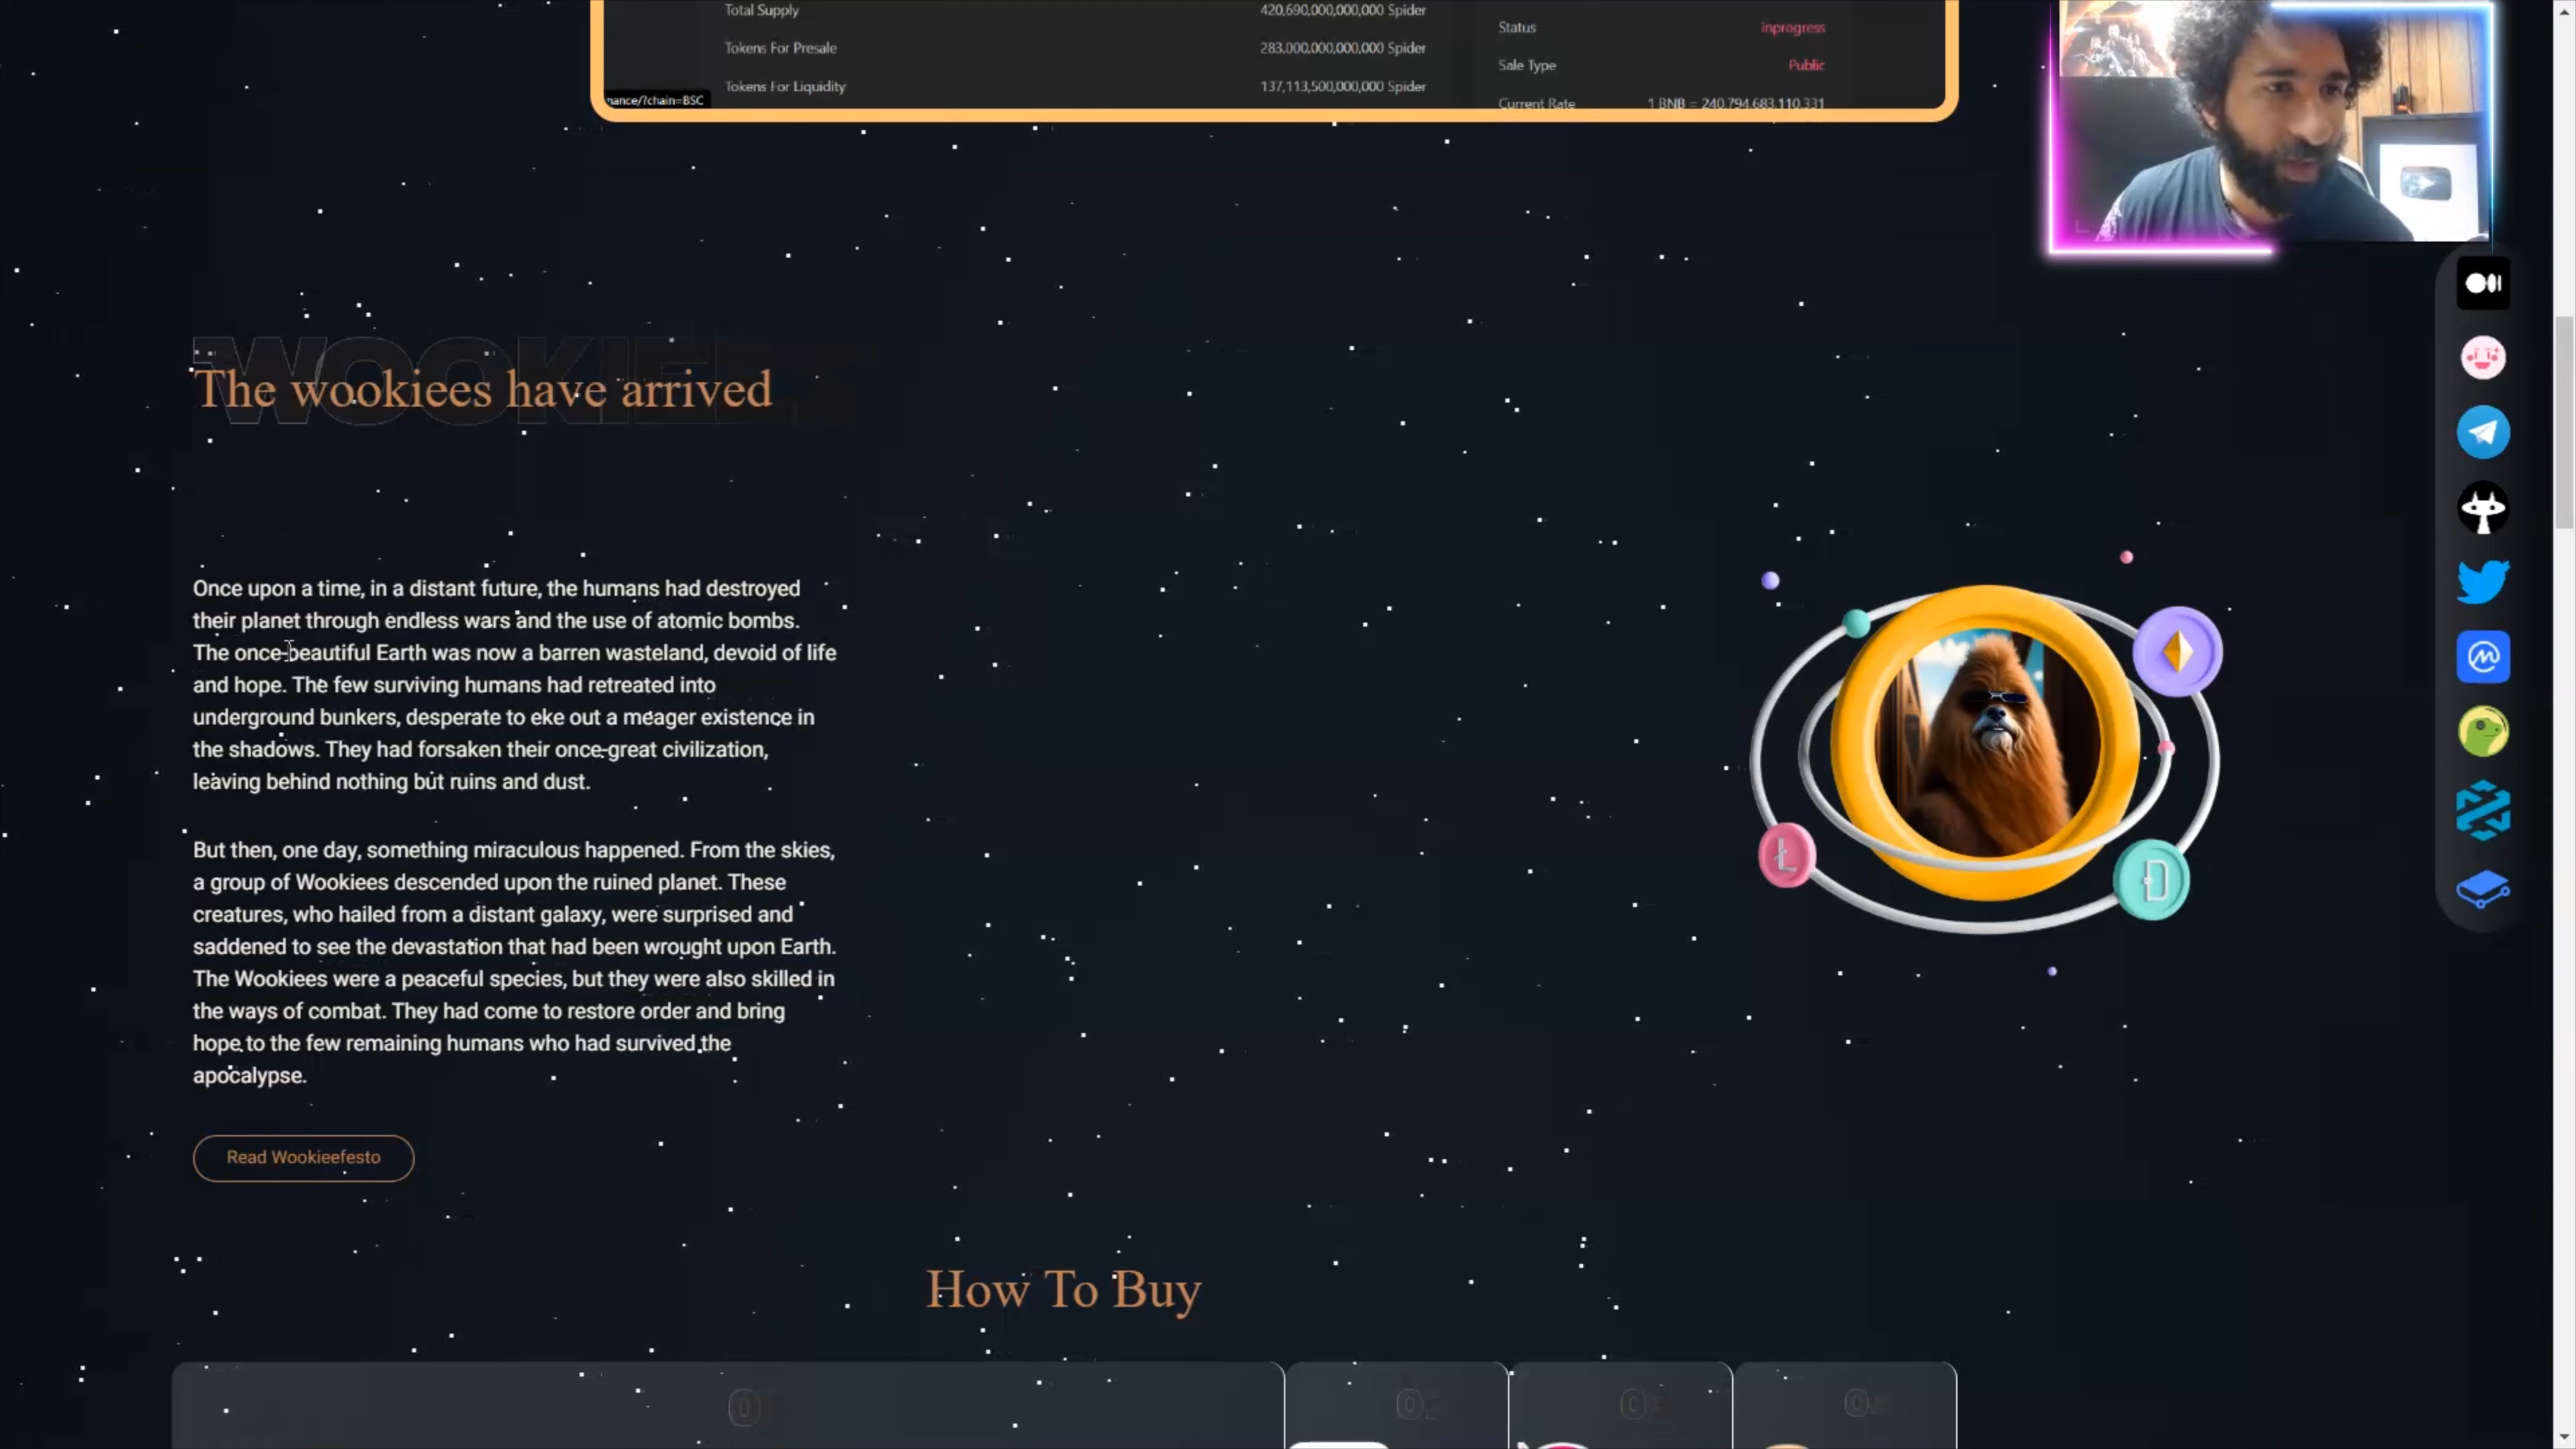 Total Supply 420,690,000,000,000 Spider
Status inprogress
Tokens For Presale 283,000,000,000,000 Spider
Sale Type Public
Tokens For Liquidity 137,113,500,000,000 Spider
nance/?chain=BSC
Current Rate 1 BNB = 240,794,683,110,331
WOOKIE
The wookiees have arrived
Once upon a time, in a distant future, the humans had destroyed
their planet through endless wars and the use of atomic bombs.
The once-beautiful Earth was now a barren wasteland, devoid of life
and hope. The few surviving humans had retreated into
underground bunkers, desperate to eke out a meager existence in
the shadows. They had forsaken their once-great civilization,
leaving behind nothing but ruins and dust.
But then, one day, something miraculous happened. From the skies,
a group of Wookiees descended upon the ruined planet. These
creatures, who hailed from a distant galaxy, were surprised and
saddened to see the devastation that had been wrought upon Earth.
The Wookiees were a peaceful species, but they were also skilled in
the ways of combat. They had come to restore order and bring
hope to the few remaining humans who had survived the
apocalypse.
Read Wookieefesto
How To Buy